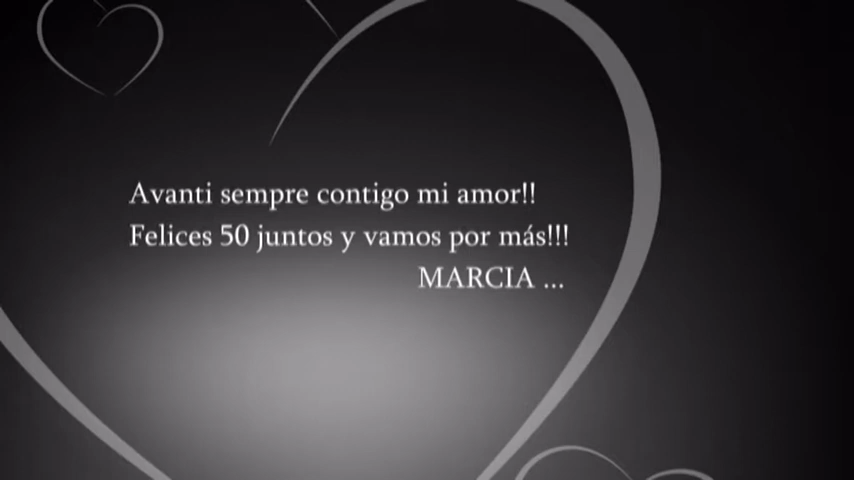 Avanti sempre contigo mi amor!!
Felices 50 juntos y vamos por más!!!
MARCIA ...